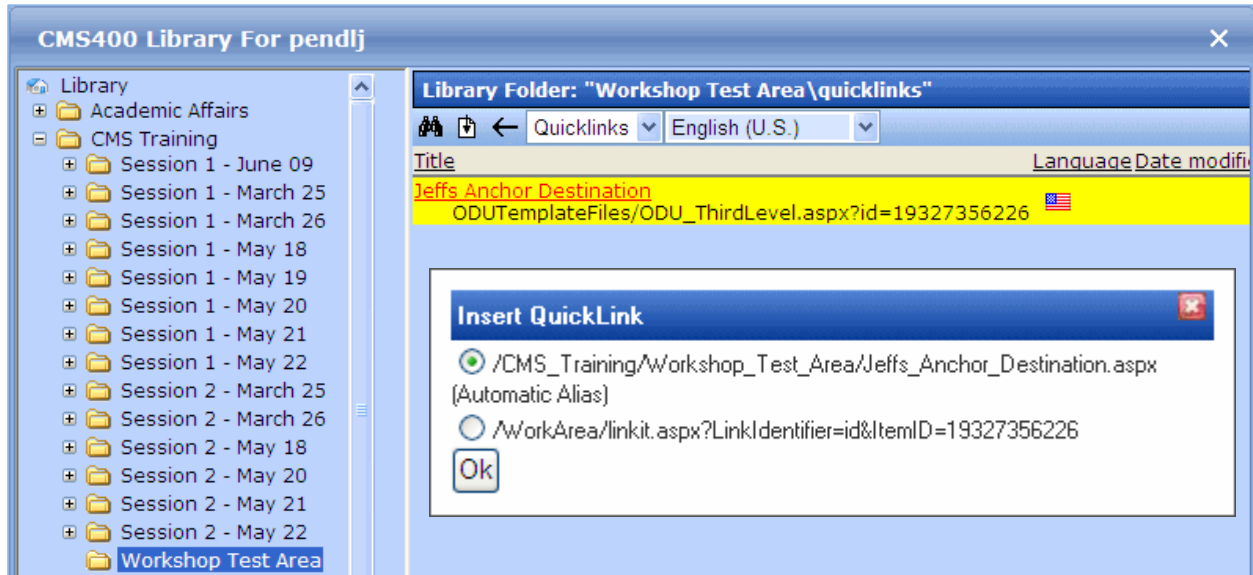 CMS400 Library For pendlj
Library
Academic Affairs
CMS Training
Session 1 - June 09
Session 1 - March 25
Session 1 - March 26
Session 1 - May 18
Session 1 - May 19
Session 1 - May 20
Session 1 - May 21
Session 1 - May 22
Session 2 - March 25
Session 2 - March 26
Session 2 - May 18
Session 2 - May 20
Session 2 - May 21
Session 2 - May 22
Workshop Test Area
Library Folder: "Workshop Test Area\quicklinks"
Quicklinks English (U.S.)
Title Language Date modifi
Jeffs Anchor Destination
ODUTemplateFiles/ODU_ThirdLevel.aspx?id=19327356226
Insert QuickLink
/CMS_Training/Workshop_Test_Area/Jeffs_Anchor_Destination.aspx
(Automatic Alias)
/WorkArea/linkit.aspx?LinkIdentifier=id&ItemID=19327356226
Ok